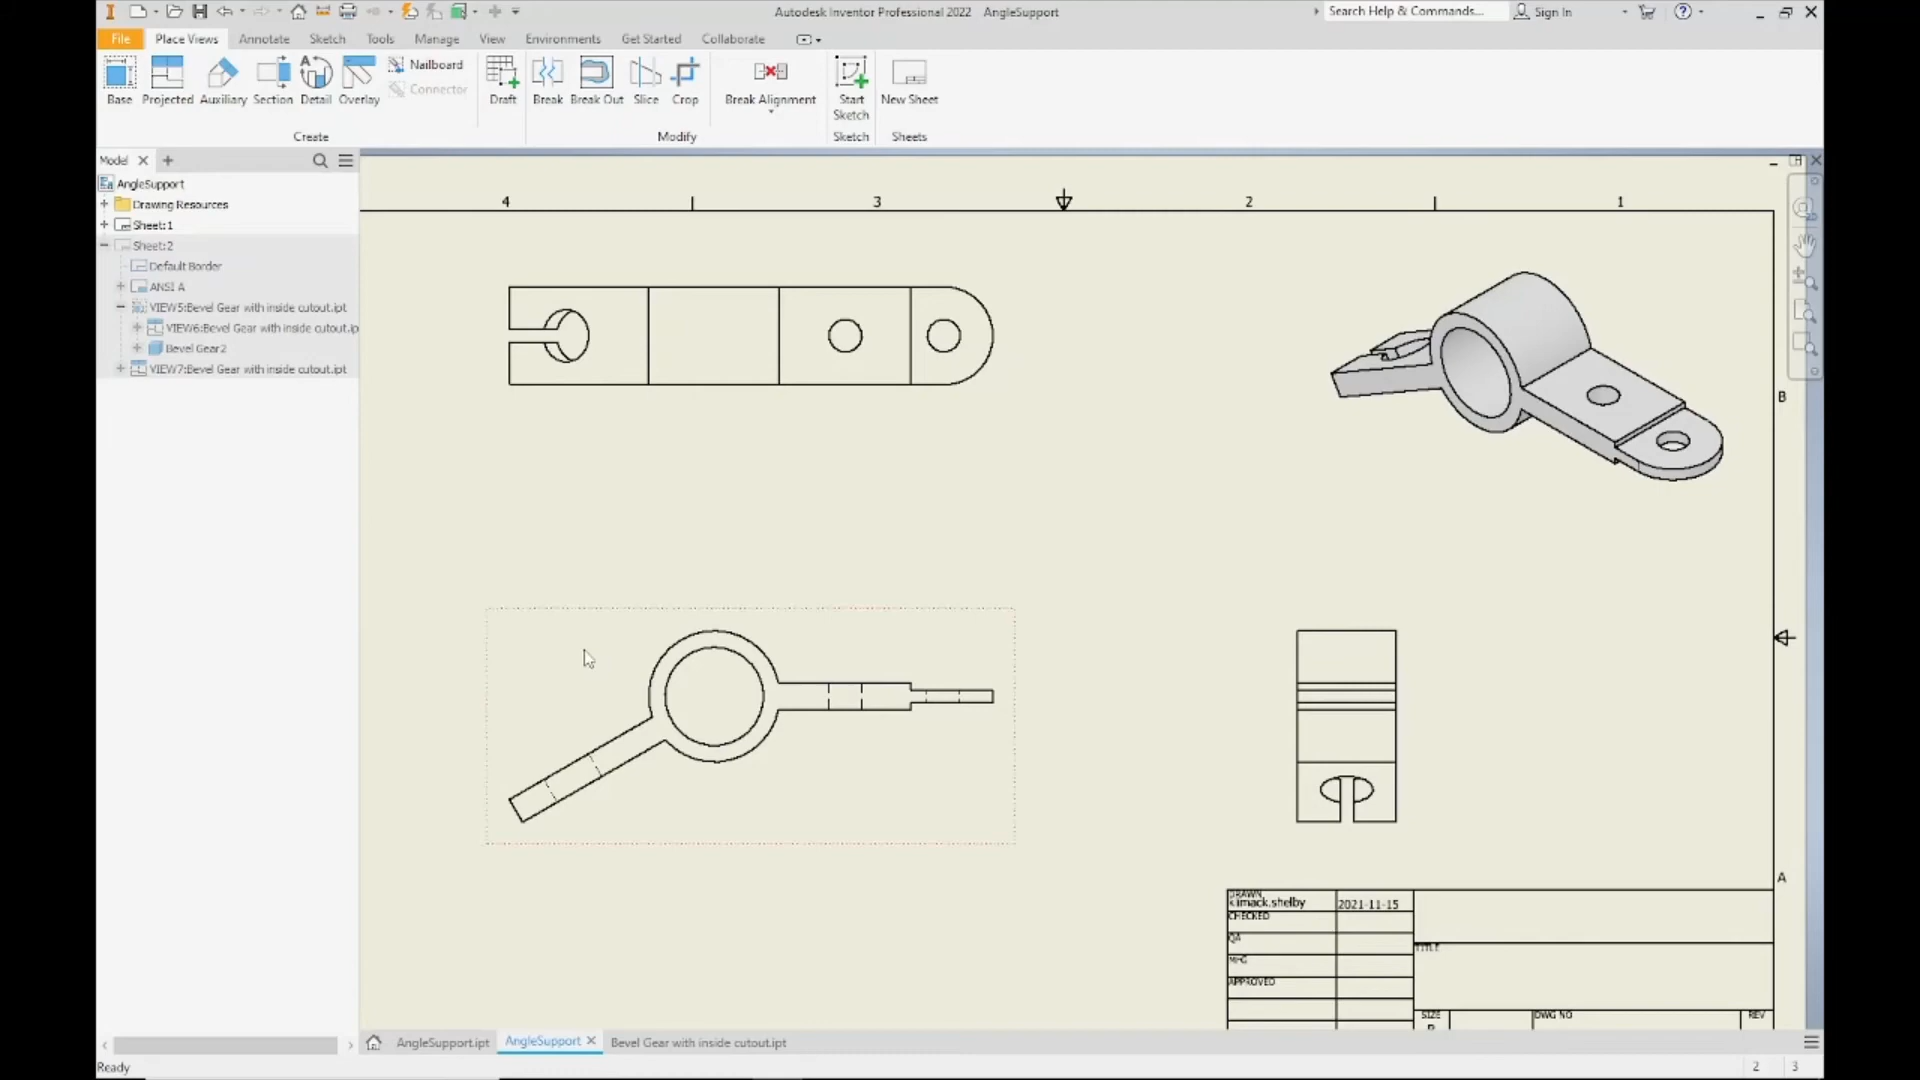 Autodesk Inventor Professional 2022 AngleSupport
Search Help & Commands...
Sign In
File
Place Views
Annotate
Sketch
Tools
Manage
View
Environments
Get Started
Collaborate
Base
Projected
Auxiliary
Section
Detail
Overlay
Nailboard
Connector
Draft
Break
Break Out
Slice
Crop
Break Alignment
Start
Sketch
New Sheet
Create
Modify
Sketch
Sheets
Model
AngleSupport
Drawing Resources
Sheet:1
Sheet:2
Default Border
ANSI A
VIEW5:Bevel Gear with inside cutout.ipt
VIEW6:Bevel Gear with inside cutout.ip
Bevel Gear2
VIEW7:Bevel Gear with inside cutout.ipt
4
3
2
1
B
A
DRAWN
klimack.shelby
2021-11-15
CHECKED
QA
MFG
APPROVED
TITLE
SIZE
DWG NO
REV
AngleSupport.ipt
AngleSupport
Bevel Gear with inside cutout.ipt
Ready
2
3